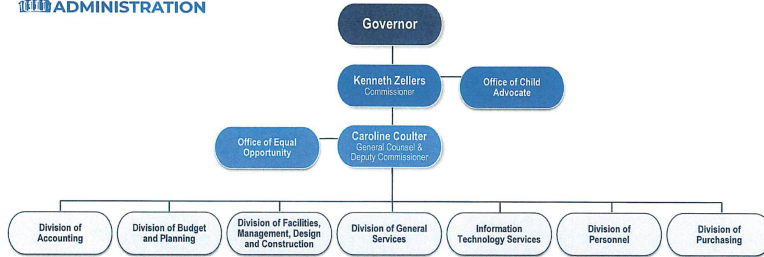 ADMINISTRATION
Governor
Kenneth Zellers
Commissioner
Office of Child
Advocate
Office of Equal
Opportunity
Caroline Coulter
General Counsel &
Deputy Commissioner
Division of
Accounting
Division of Budget
and Planning
Division of Facilities,
Management, Design
and Construction
Division of General
Services
Information
Technology Services
Division of
Personnel
Division of
Purchasing